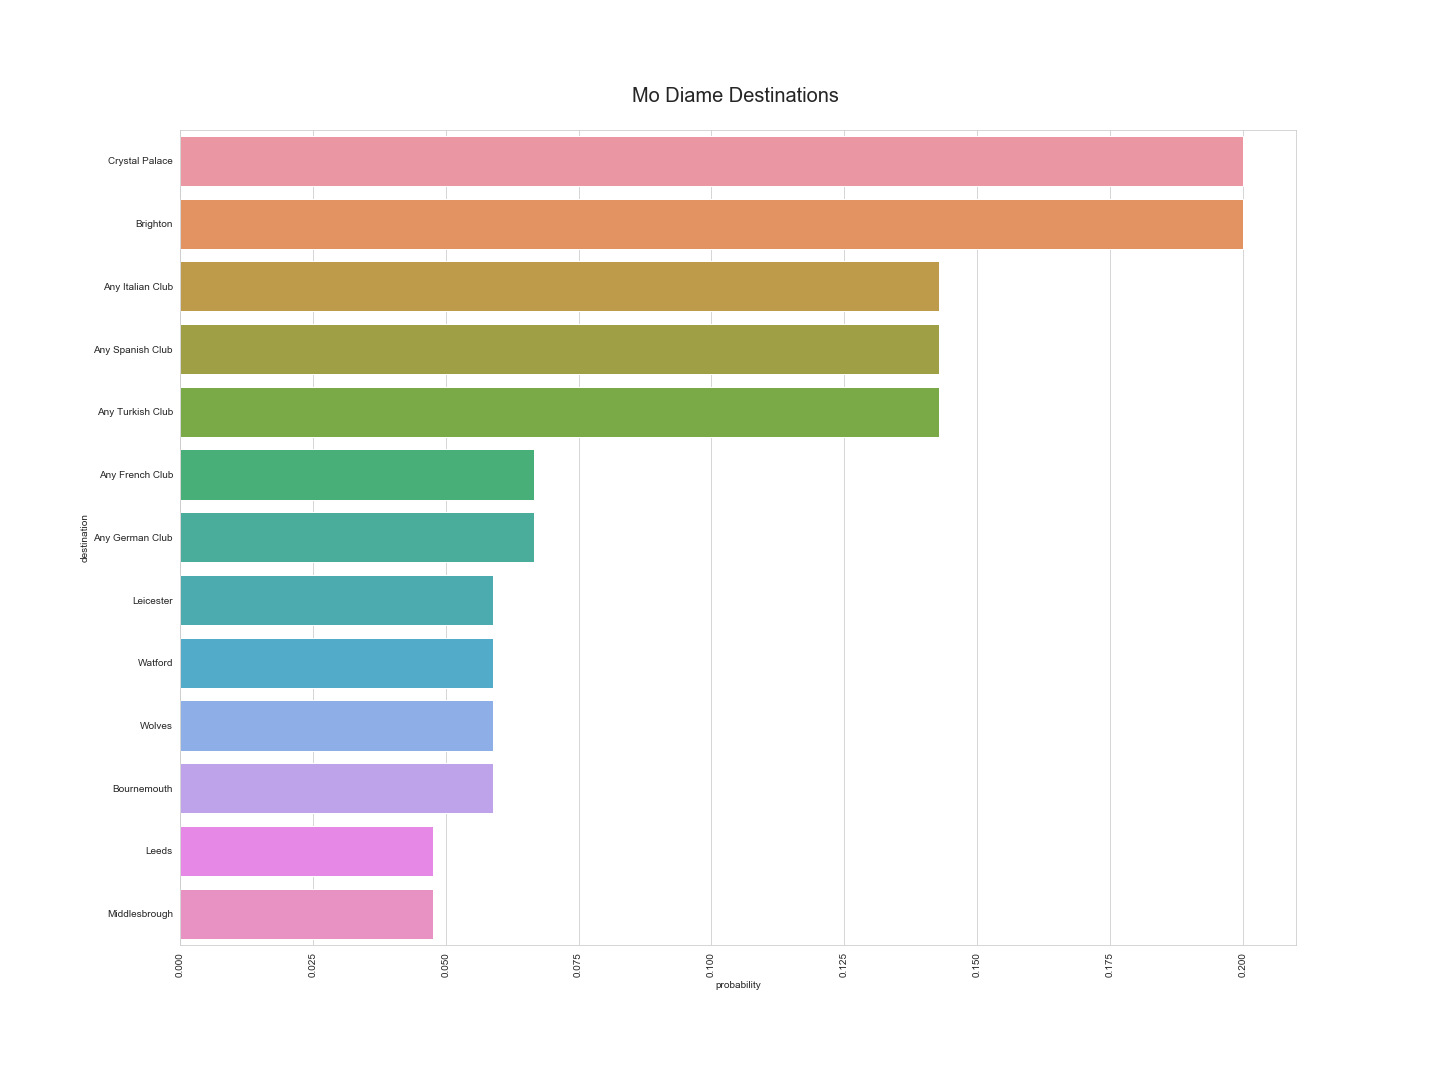 Mo Diame Destinations
Crystal Palace
Brighton
Any Italian Club
Any Spanish Club
Any Turkish Club
Any French Club
Any German Club
Leicester
Watford
Wolves
Bournemouth
Leeds
Middlesbrough
destination
0.000
0.025
0.050
0.075
0.100
0.125
0.150
0.175
0.200
probability